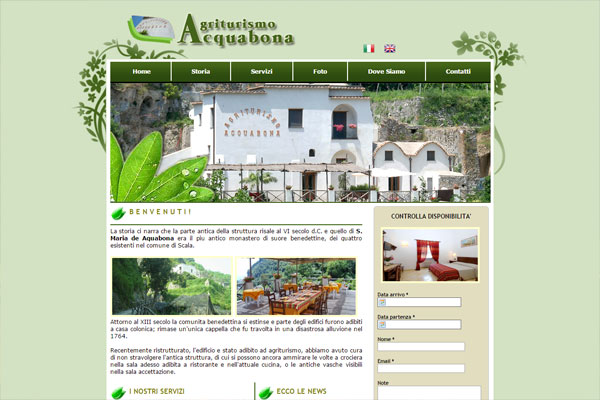 Agriturismo
Acquabona
Home Storia Servizi Foto Dove Siamo Contatti
AGRITURISMO
ACQUABONA
BENVENUTI!
La storia ci narra che la parte antica della struttura risale al VI secolo d.C. e quello di S.
Maria de Aquabona era il piu antico monastero di suore benedettine, dei quattro
esistenti nel comune di Scala.
Attorno al XIII secolo la comunita benedettina si estinse e parte degli edifici furono adibiti
a casa colonica; rimase un'unica cappella che fu travolta in una disastrosa alluvione nel
1764.
Recentemente ristrutturato, l'edificio e stato adibito ad agriturismo, abbiamo avuto cura
di non stravolgere l'antica struttura, di cui si possono ancora ammirare le volte a crociera
nella sala adesso adibita a ristorante e nell'attuale cucina, o le antiche vasche visibili
nella sala accettazione.
I NOSTRI SERVIZI
ECCO LE NEWS
CONTROLLA DISPONIBILITA'
Data arrivo *
Data partenza *
Nome *
Email *
Note